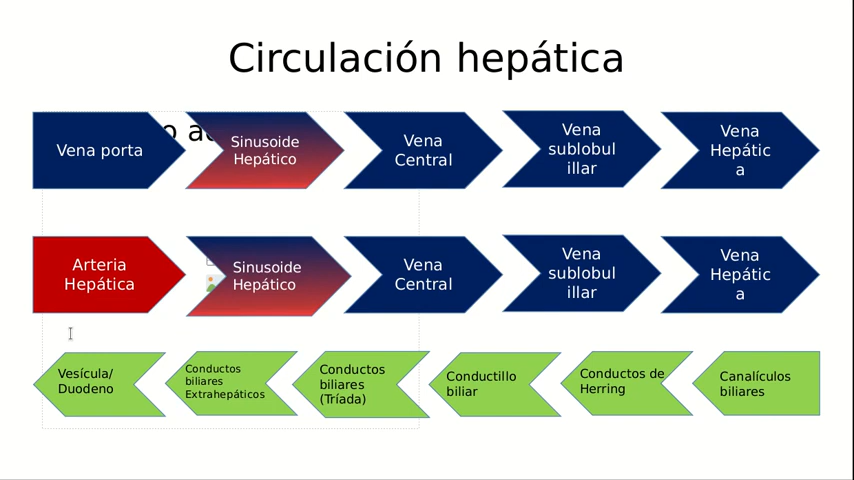 Circulación hepática
Vena porta
Sinusoide
Hepático
Vena
Central
Vena
sublobul
illar
Vena
Hepátic
a
Arteria
Hepática
Sinusoide
Hepático
Vena
Central
Vena
sublobul
illar
Vena
Hepátic
a
Vesícula/
Duodeno
Conductos
biliares
Extrahepáticos
Conductos
biliares
(Tríada)
Conductillo
biliar
Conductos de
Herring
Canalículos
biliares